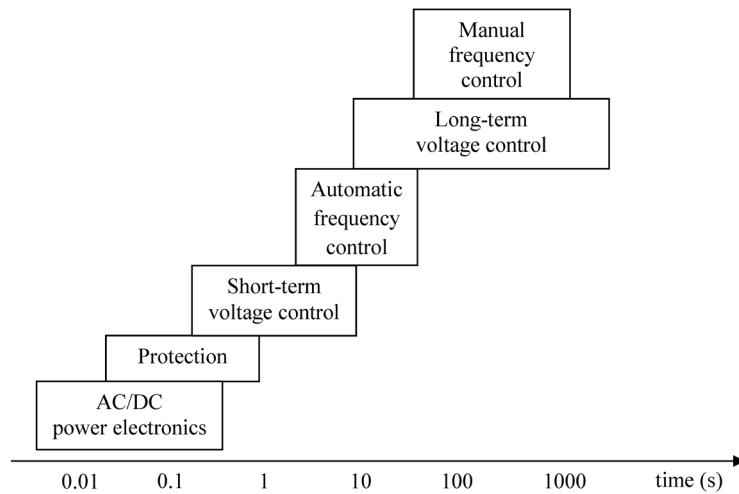 Manual
frequency
control
Long-term
voltage control
Automatic
frequency
control
Short-term
voltage control
Protection
AC/DC
power electronics
0.01 0.1 1 10 100 1000 time (s)